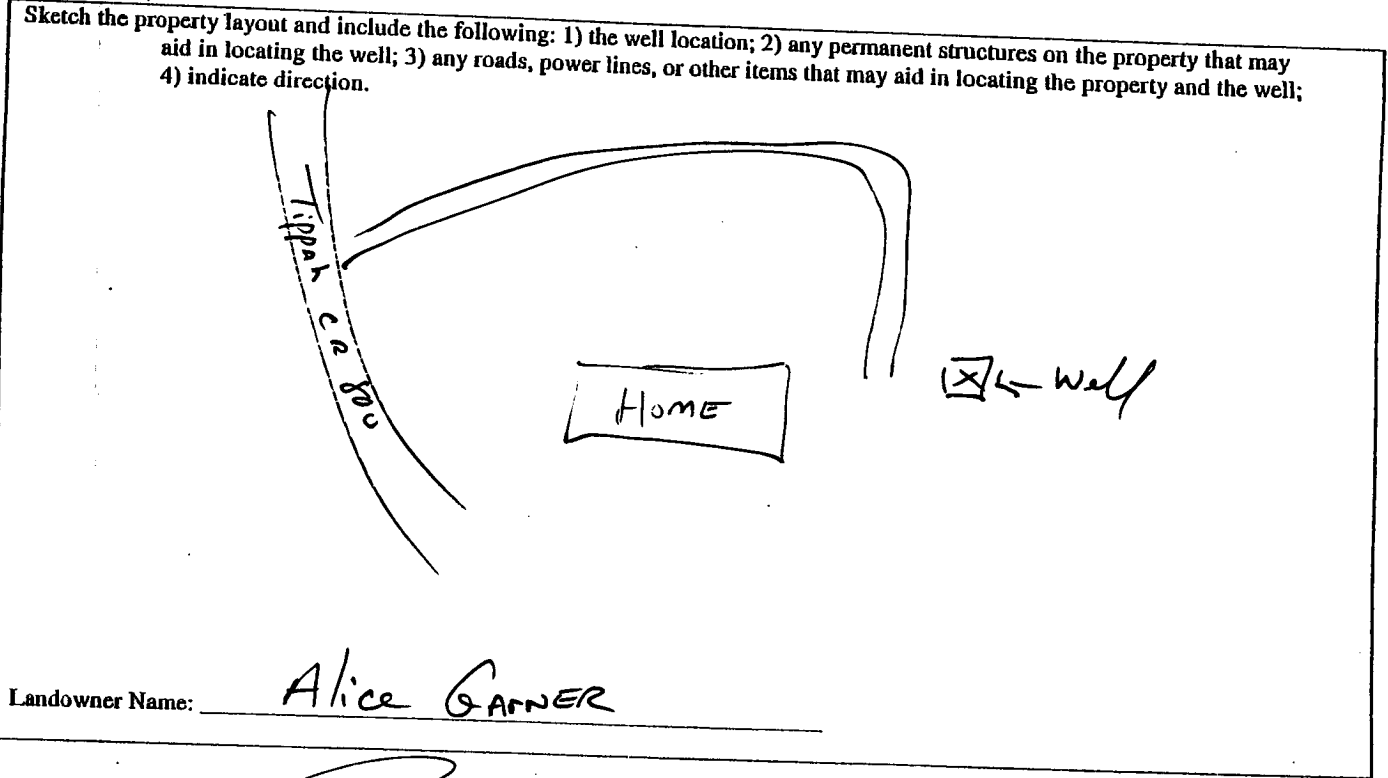 Sketch the property layout and include the following: 1) the well location; 2) any permanent structures on the property that may
aid in locating the well; 3) any roads, power lines, or other items that may aid in locating the property and the well;
4) indicate direction.
Tippah CR 800
HOME
Well
Landowner Name: Alice GARNER